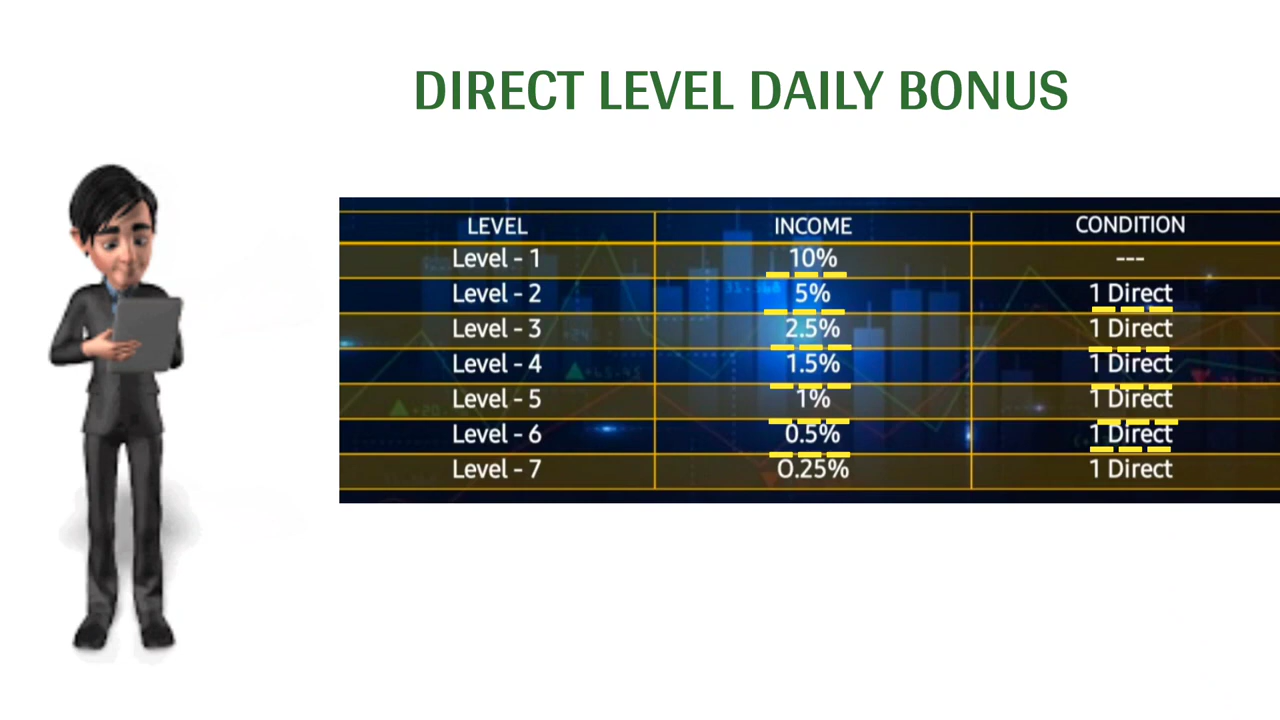 DIRECT LEVEL DAILY BONUS
LEVEL INCOME CONDITION
Level - 1 10% ---
Level - 2 5% 1 Direct
Level - 3 2.5% 1 Direct
Level - 4 1.5% 1 Direct
Level - 5 1% 1 Direct
Level - 6 0.5% 1 Direct
Level - 7 0.25% 1 Direct